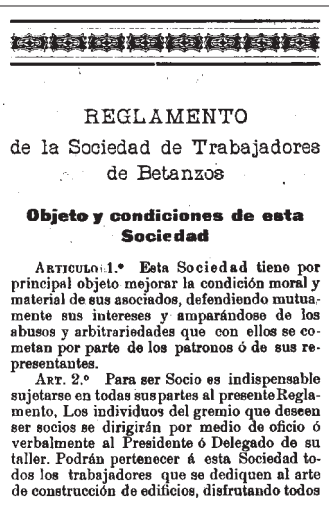 REGLAMENTO
de la Sociedad de Trabajadores
de Betanzos
Objeto y condiciones de esta
Sociedad
ARTICULO 1.º Esta Sociedad tiene por
principal objeto mejorar la condición moral y
material de sus asociados, defendiendo mutua-
mente sus intereses y amparándose de los
abusos y arbitrariedades que con ellos se co-
metan por parte de los patronos ó de sus re-
presentantes.
ART. 2.º Para ser Socio es indispensable
sujetarse en todas sus partes al presente Regla-
mento, Los individuos del gremio que deseen
ser socios se dirigirán por medio de oficio ó
verbalmente al Presidente ó Delegado de su
taller. Podrán pertenecer á esta Sociedad to-
dos los trabajadores que se dediquen al arte
de construcción de edificios, disfrutando todos